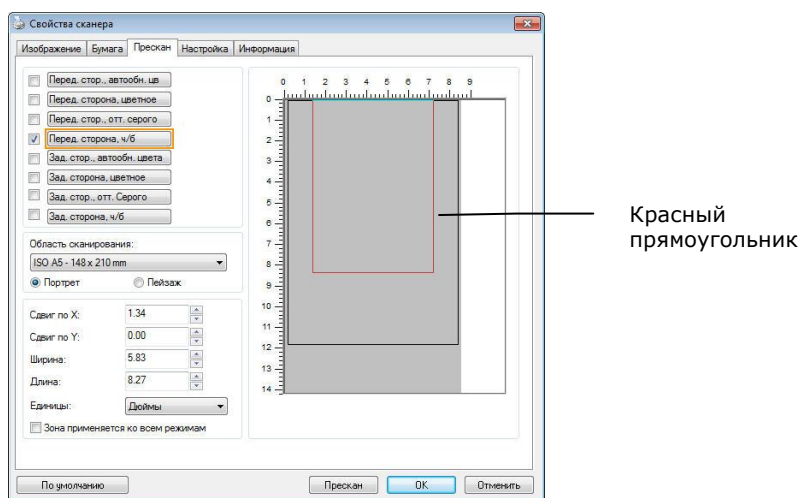 Свойства сканера
Изображение Бумага Прескан Настройка Информация
Перед. стор., автообн. цв
Перед. сторона, цветное
Перед. стор., отт. серого
Перед. сторона, ч/б
Зад. стор., автообн. цвета
Зад. сторона, цветное
Зад. стор., отт. Серого
Зад. сторона, ч/б
Область сканирования:
ISO A5 - 148 x 210 mm
Портрет Пейзаж
Сдвиг по X: 1.34
Сдвиг по Y: 0.00
Ширина: 5.83
Длина: 8.27
Единицы: Дюймы
Зона применяется ко всем режимам
0 1 2 3 4 5 6 7 8 9
0
1
2
3
4
5
6
7
8
9
10
11
12
13
14
Красный
прямоугольник
По умолчанию Прескан OK Отменить